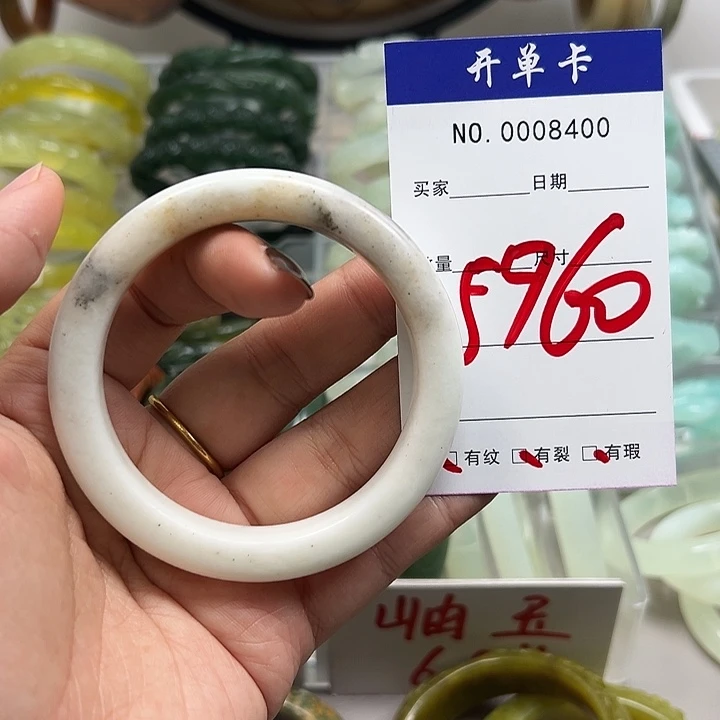 开单卡
NO. 0008400
买家 日期
量 尺寸
F960
□有纹 □有裂 □有瑕
岫玉